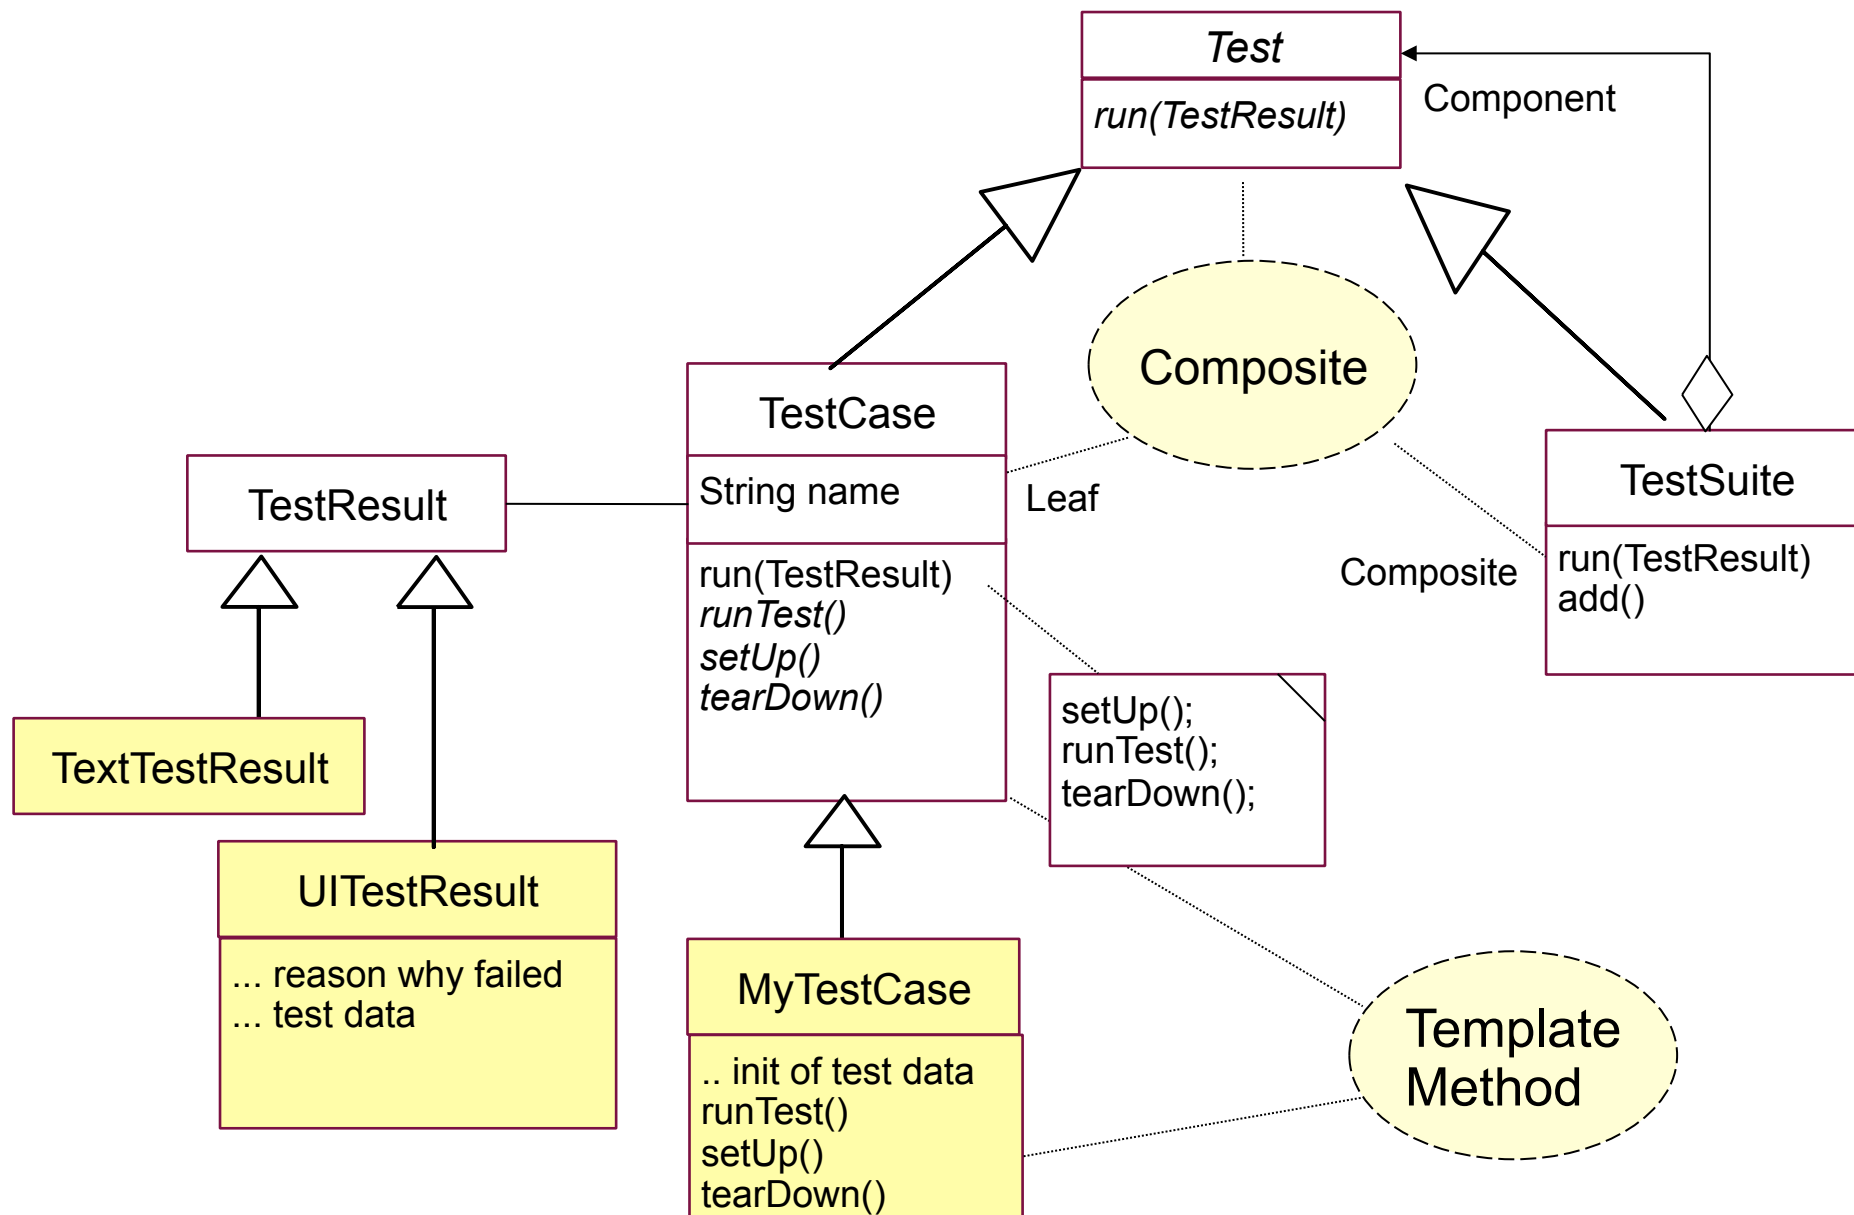 Test
run(TestResult)
Component
Composite
TestCase
String name
run(TestResult)
runTest()
setUp()
tearDown()
Leaf
TestSuite
run(TestResult)
add()
Composite
TestResult
setUp();
runTest();
tearDown();
TextTestResult
UITestResult
... reason why failed
... test data
MyTestCase
.. init of test data
runTest()
setUp()
tearDown()
Template
Method